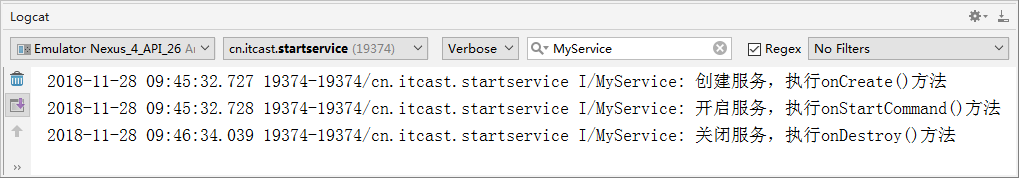 Logcat
Emulator Nexus_4_API_26 An
cn.itcast.startservice (19374)
Verbose
MyService
Regex
No Filters
2018-11-28 09:45:32.727 19374-19374/cn.itcast.startservice I/MyService: 创建服务，执行onCreate()方法
2018-11-28 09:45:32.728 19374-19374/cn.itcast.startservice I/MyService: 开启服务，执行onStartCommand()方法
2018-11-28 09:46:34.039 19374-19374/cn.itcast.startservice I/MyService: 关闭服务，执行onDestroy()方法